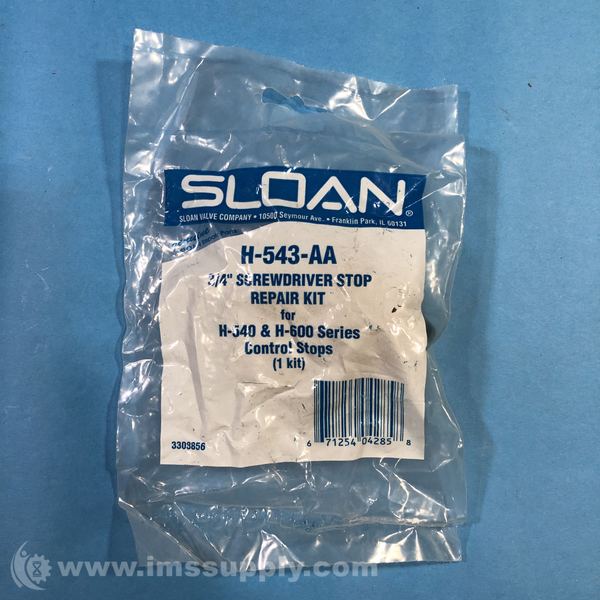 SLOAN®
SLOAN VALVE COMPANY • 10500 Seymour Ave. • Franklin Park, IL 60131
H-543-AA
3/4" SCREWDRIVER STOP
REPAIR KIT
for
H-540 & H-600 Series
Control Stops
(1 kit)
3303856
6 71254 04285 8
www.imssupply.com